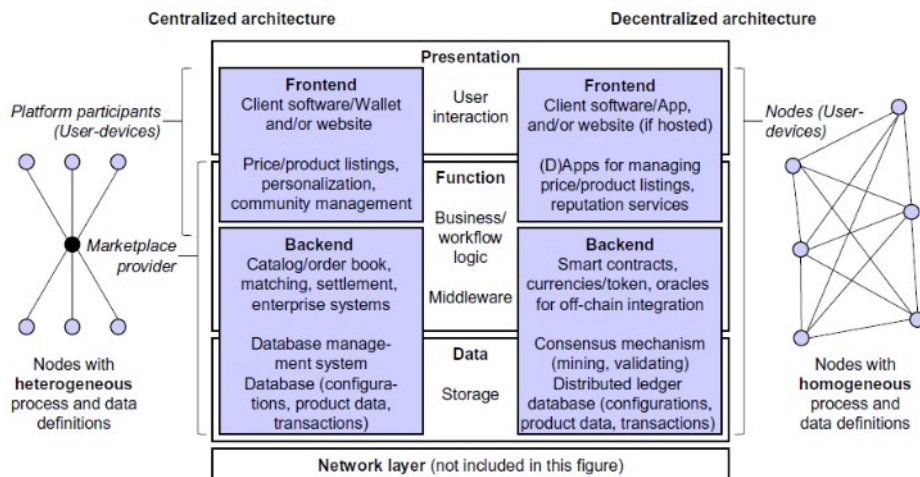 Centralized architecture
Decentralized architecture
Presentation
Platform participants
(User-devices)
Marketplace
provider
Nodes with
heterogeneous
process and data
definitions
Frontend
Client software/Wallet
and/or website
Price/product listings,
personalization,
community management
Backend
Catalog/order book,
matching, settlement,
enterprise systems
Database manage-
ment system
Database (configura-
tions, product data,
transactions)
User
interaction
Function
Business/
workflow
logic
Middleware
Data
Storage
Frontend
Client software/App,
and/or website (if hosted)
(D)Apps for managing
price/product listings,
reputation services
Backend
Smart contracts,
currencies/token, oracles
for off-chain integration
Consensus mechanism
(mining, validating)
Distributed ledger
database (configurations,
product data, transactions)
Nodes (User-
devices)
Nodes with
homogeneous
process and
data definitions
Network layer (not included in this figure)